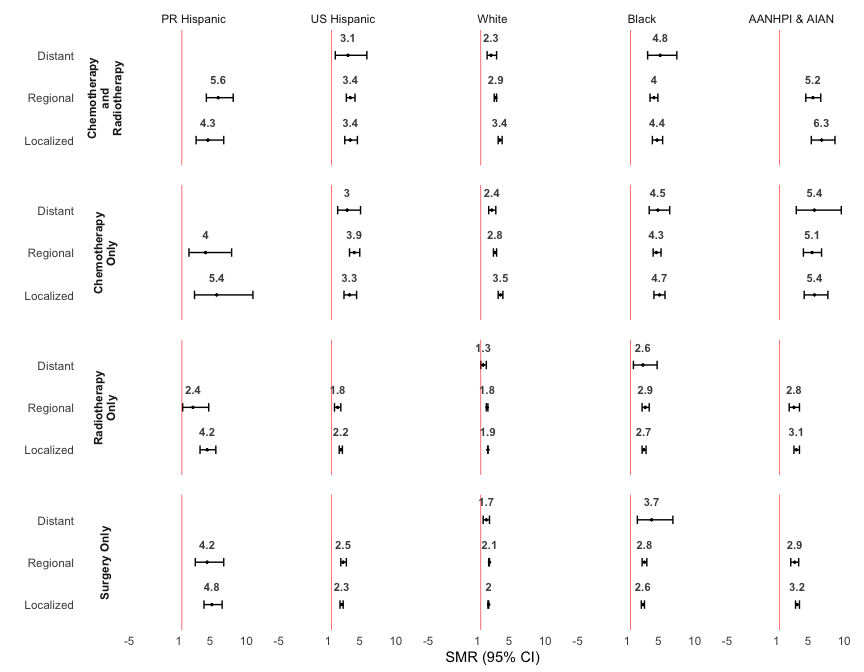 PR Hispanic US Hispanic White Black AANHPI & AIAN
Chemotherapy
and
Radiotherapy
Distant 3.1 2.3 4.8
Regional 5.6 3.4 2.9 4 5.2
Localized 4.3 3.4 3.4 4.4 6.3
Chemotherapy
Only
Distant 3 2.4 4.5 5.4
Regional 4 3.9 2.8 4.3 5.1
Localized 5.4 3.3 3.5 4.7 5.4
Radiotherapy
Only
Distant 1.3 2.6
Regional 2.4 1.8 1.8 2.9 2.8
Localized 4.2 2.2 1.9 2.7 3.1
Surgery Only
Distant 1.7 3.7
Regional 4.2 2.5 2.1 2.8 2.9
Localized 4.8 2.3 2 2.6 3.2
-5 1 5 10 -5 1 5 10 -5 1 5 10 -5 1 5 10 -5 1 5 10
SMR (95% CI)